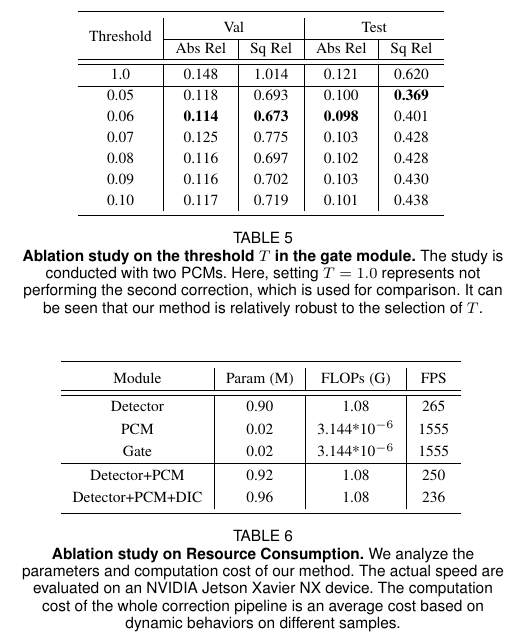 Threshold Val Test
Abs Rel Sq Rel Abs Rel Sq Rel
1.0 0.148 1.014 0.121 0.620
0.05 0.118 0.693 0.100 0.369
0.06 0.114 0.673 0.098 0.401
0.07 0.125 0.775 0.103 0.428
0.08 0.116 0.697 0.102 0.428
0.09 0.116 0.702 0.103 0.430
0.10 0.117 0.719 0.101 0.438
TABLE 5
Ablation study on the threshold T in the gate module. The study is
conducted with two PCMs. Here, setting T = 1.0 represents not
performing the second correction, which is used for comparison. It can
be seen that our method is relatively robust to the selection of T.
Module Param (M) FLOPs (G) FPS
Detector 0.90 1.08 265
PCM 0.02 3.144*10⁻⁶ 1555
Gate 0.02 3.144*10⁻⁶ 1555
Detector+PCM 0.92 1.08 250
Detector+PCM+DIC 0.96 1.08 236
TABLE 6
Ablation study on Resource Consumption. We analyze the
parameters and computation cost of our method. The actual speed are
evaluated on an NVIDIA Jetson Xavier NX device. The computation
cost of the whole correction pipeline is an average cost based on
dynamic behaviors on different samples.